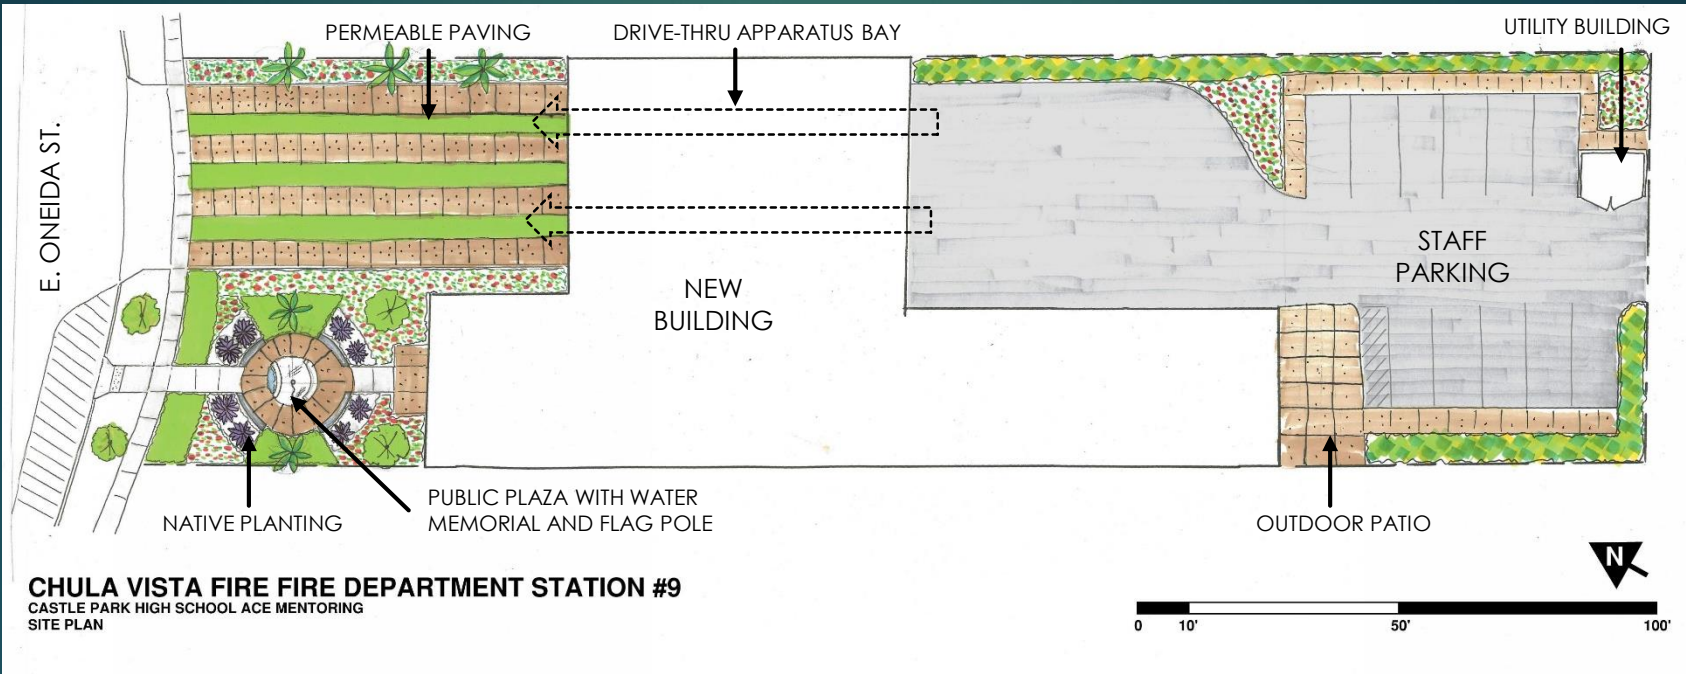 PERMEABLE PAVING
DRIVE-THRU APPARATUS BAY
UTILITY BUILDING
E. ONEIDA ST.
NEW
BUILDING
STAFF
PARKING
NATIVE PLANTING
PUBLIC PLAZA WITH WATER
MEMORIAL AND FLAG POLE
OUTDOOR PATIO
N
CHULA VISTA FIRE FIRE DEPARTMENT STATION #9
CASTLE PARK HIGH SCHOOL ACE MENTORING
SITE PLAN
0 10' 50' 100'